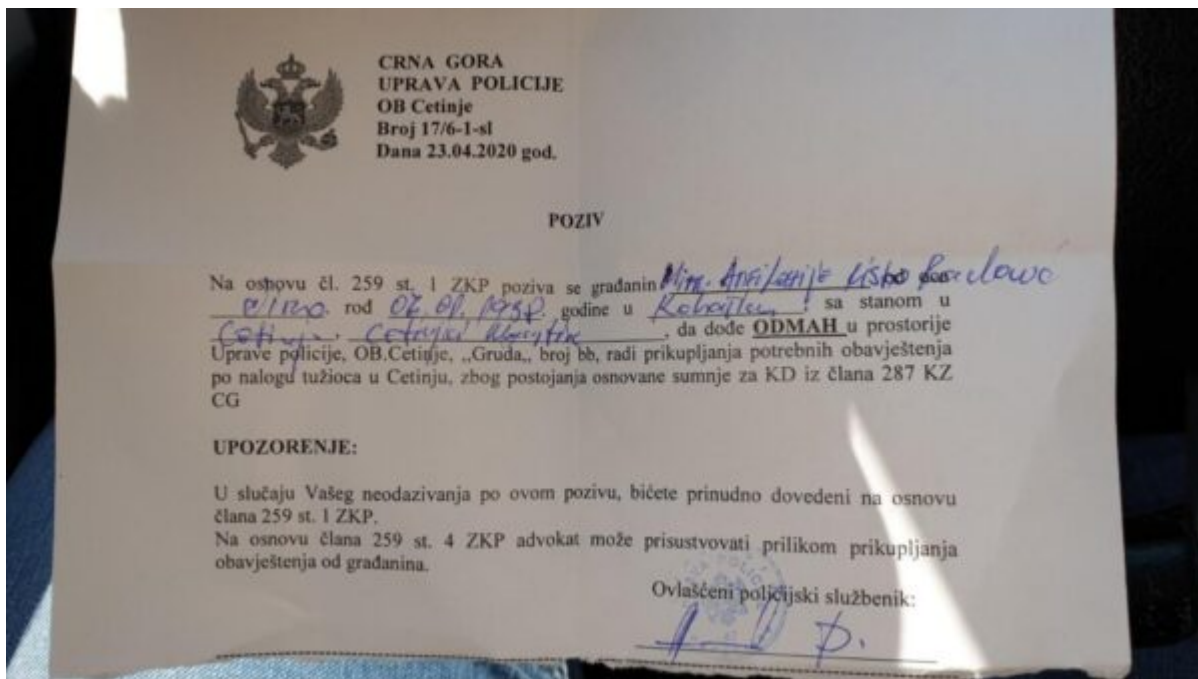 CRNA GORA
UPRAVA POLICIJE
OB Cetinje
Broj 17/6-1-sl
Dana 23.04.2020 god.
POZIV
Na osnovu čl. 259 st. 1 ZKP poziva se građanin
rod godine u sa stanom u
Cetinju, da dođe ODMAH u prostorije
Uprave policije, OB.Cetinje, „Gruda„ broj bb, radi prikupljanja potrebnih obavještenja
po nalogu tužioca u Cetinju, zbog postojanja osnovane sumnje za KD iz člana 287 KZ
CG
UPOZORENJE:
U slučaju Vašeg neodazivanja po ovom pozivu, bićete prinudno dovedeni na osnovu
člana 259 st. 1 ZKP.
Na osnovu člana 259 st. 4 ZKP advokat može prisustvovati prilikom prikupljanja
obavještenja od građanina.
Ovlašćeni policijski službenik: